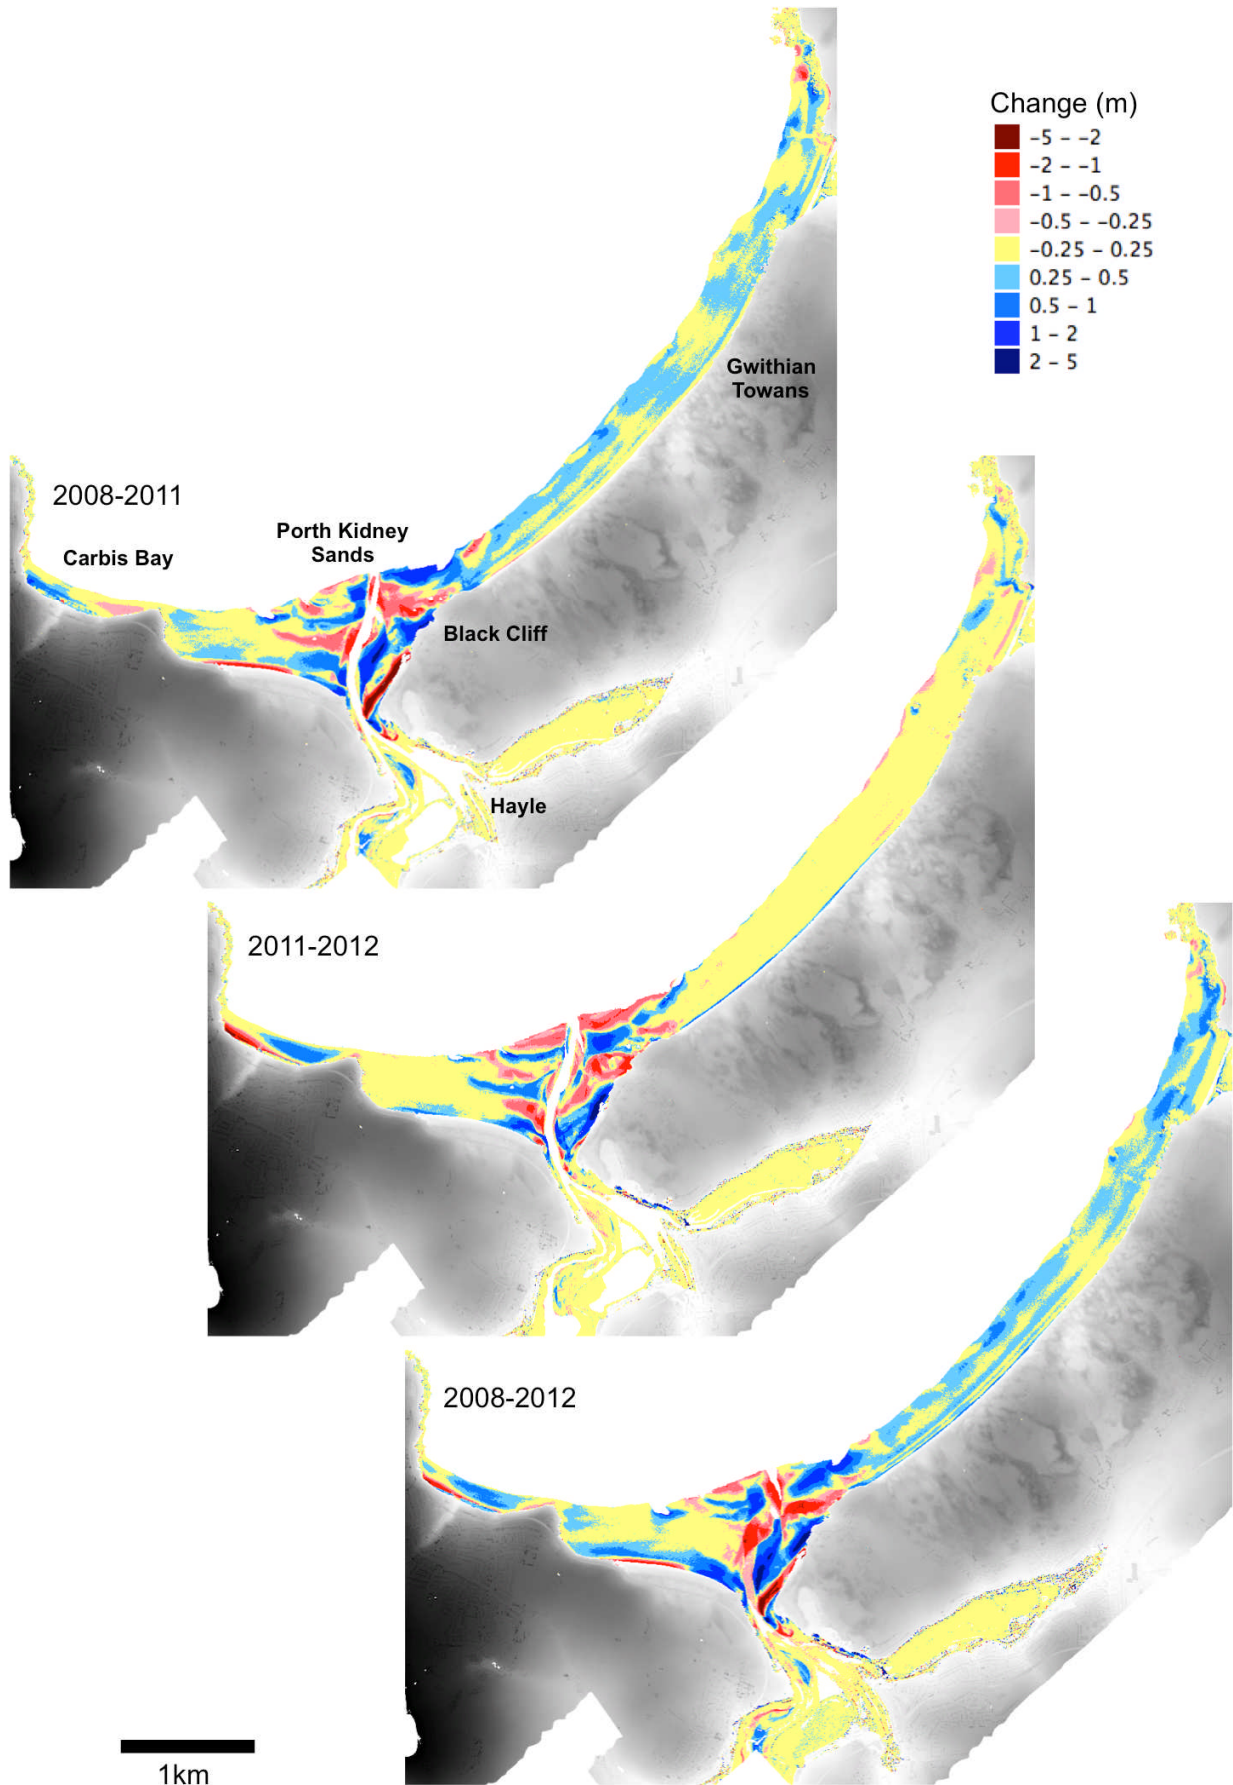 Change (m)
-5 - -2
-2 - -1
-1 - -0.5
-0.5 - -0.25
-0.25 - 0.25
0.25 - 0.5
0.5 - 1
1 - 2
2 - 5
Gwithian
Towans
2008-2011
Porth Kidney
Sands
Carbis Bay
Black Cliff
Hayle
2011-2012
2008-2012
1km